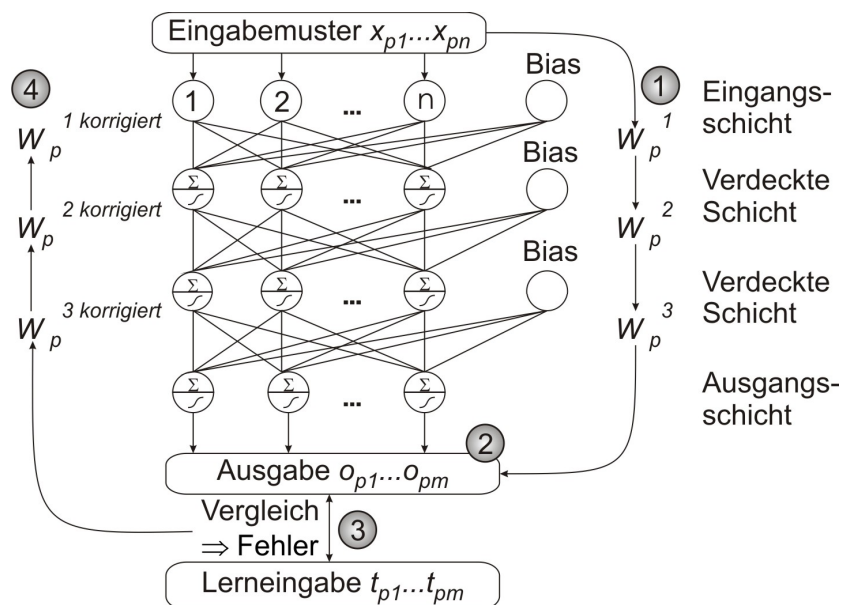 Eingabemuster x_p1...x_pn
1 2 ... n
Bias
1
Eingangs-
schicht
4
W_p^1 korrigiert
W_p^1
Σ Σ ... Σ
Bias
Verdeckte
Schicht
W_p^2 korrigiert
W_p^2
Σ Σ ... Σ
Bias
Verdeckte
Schicht
W_p^3 korrigiert
W_p^3
Σ Σ ... Σ
Ausgangs-
schicht
2
Ausgabe o_p1...o_pm
Vergleich
⇒ Fehler
3
Lerneingabe t_p1...t_pm